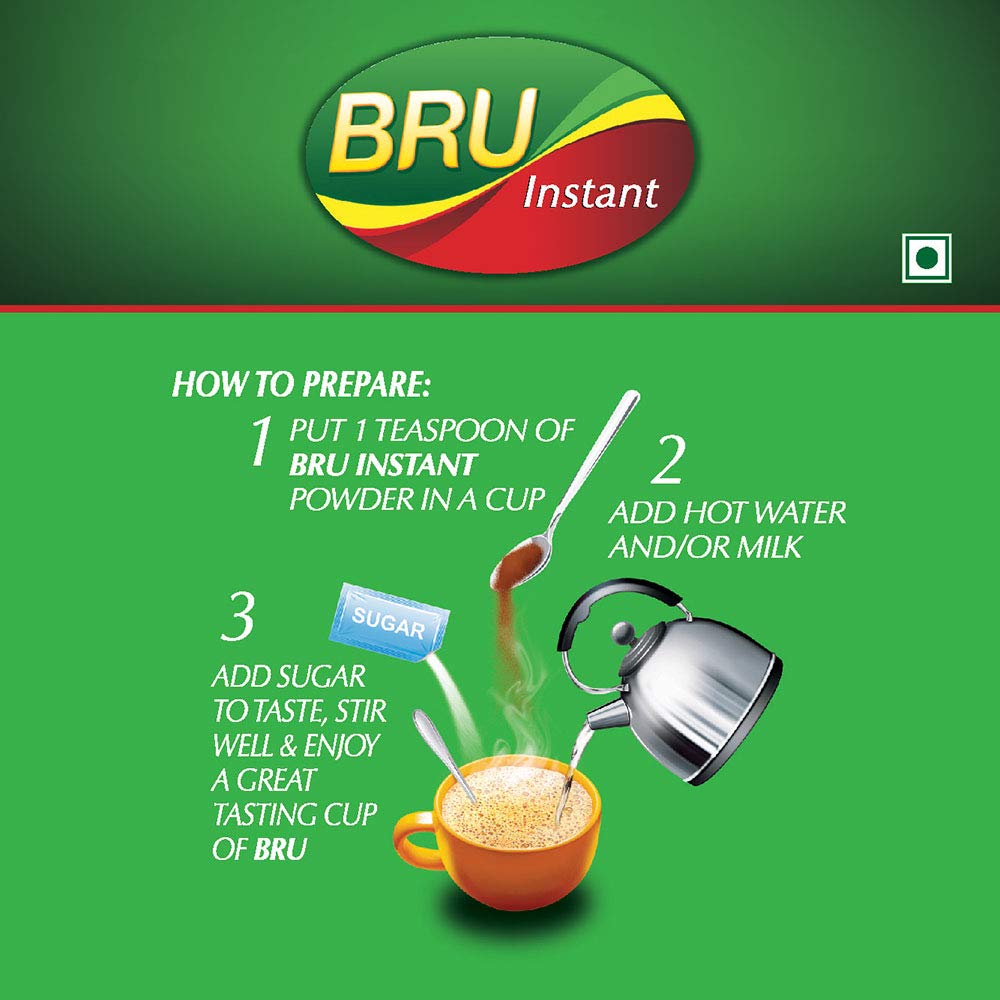 BRU
Instant
HOW TO PREPARE:
1
PUT 1 TEASPOON OF
BRU INSTANT
POWDER IN A CUP
2
ADD HOT WATER
AND/OR MILK
3
SUGAR
ADD SUGAR
TO TASTE, STIR
WELL & ENJOY
A GREAT
TASTING CUP
OF BRU